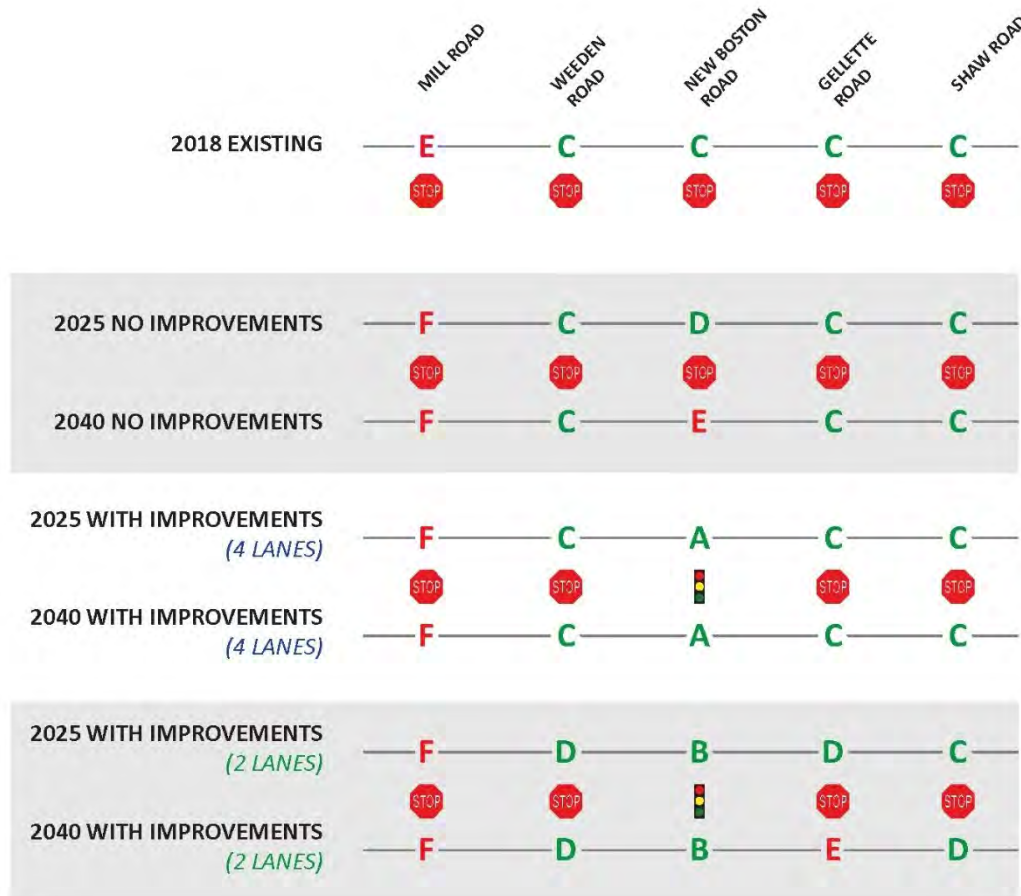 MILL ROAD
WEEDEN
ROAD
NEW BOSTON
ROAD
GELLETTE
ROAD
SHAW ROAD
2018 EXISTING E C C C C
STOP STOP STOP STOP STOP
2025 NO IMPROVEMENTS F C D C C
STOP STOP STOP STOP STOP
2040 NO IMPROVEMENTS F C E C C
2025 WITH IMPROVEMENTS
(4 LANES) F C A C C
STOP STOP STOP STOP
2040 WITH IMPROVEMENTS
(4 LANES) F C A C C
2025 WITH IMPROVEMENTS
(2 LANES) F D B D C
STOP STOP STOP STOP
2040 WITH IMPROVEMENTS
(2 LANES) F D B E D